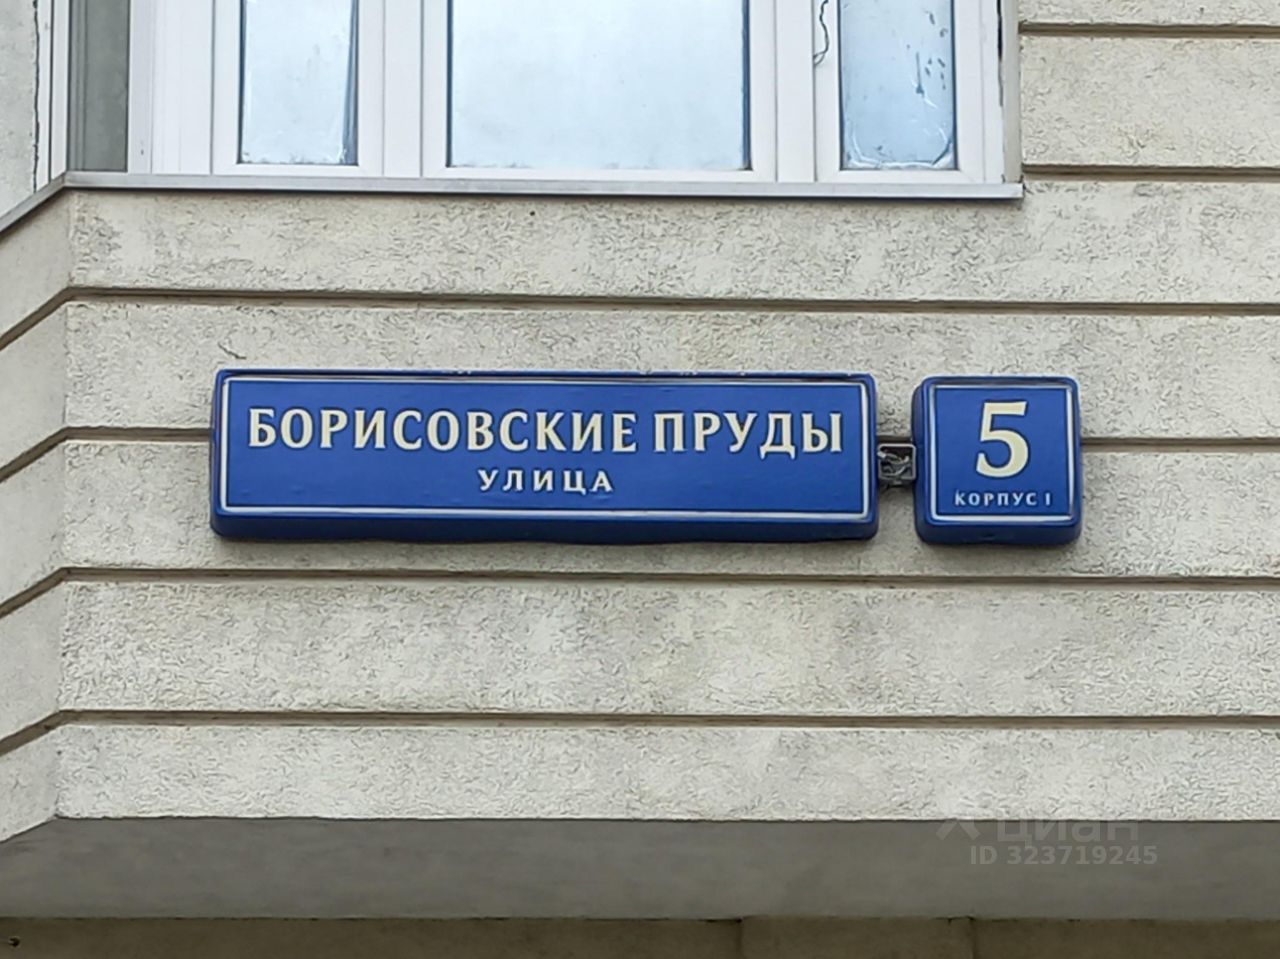 БОРИСОВСКИЕ ПРУДЫ
УЛИЦА
5
КОРПУС 1
циан
ID 323719245